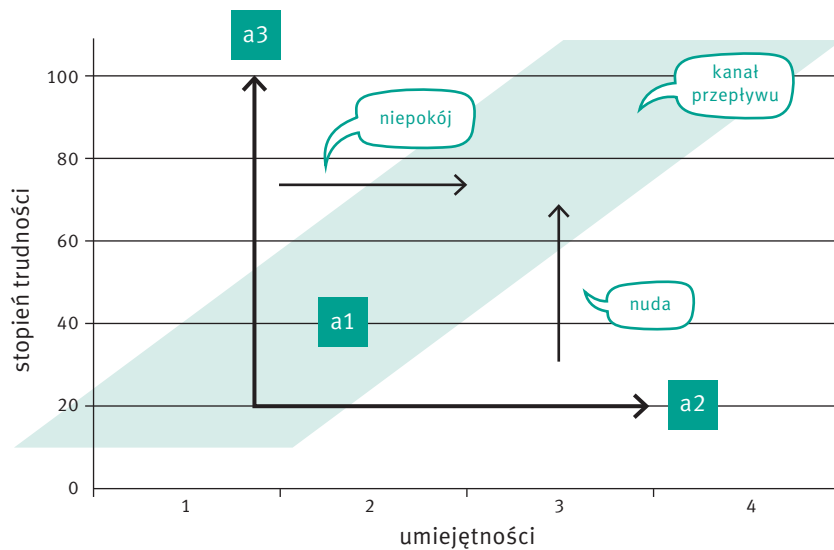 a3
kanał
przepływu
100
niepokój
80
60
nuda
a1
40
a2
20
0
1
2
3
4
stopień trudności
umiejętności